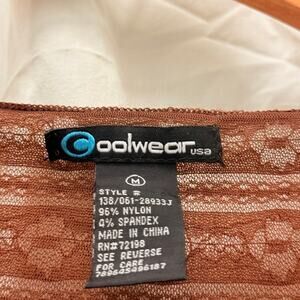 Coolwear USA
M
STYLE #
138/061-28933J
96% NYLON
4% SPANDEX
MADE IN CHINA
RN#72198
SEE REVERSE
FOR CARE